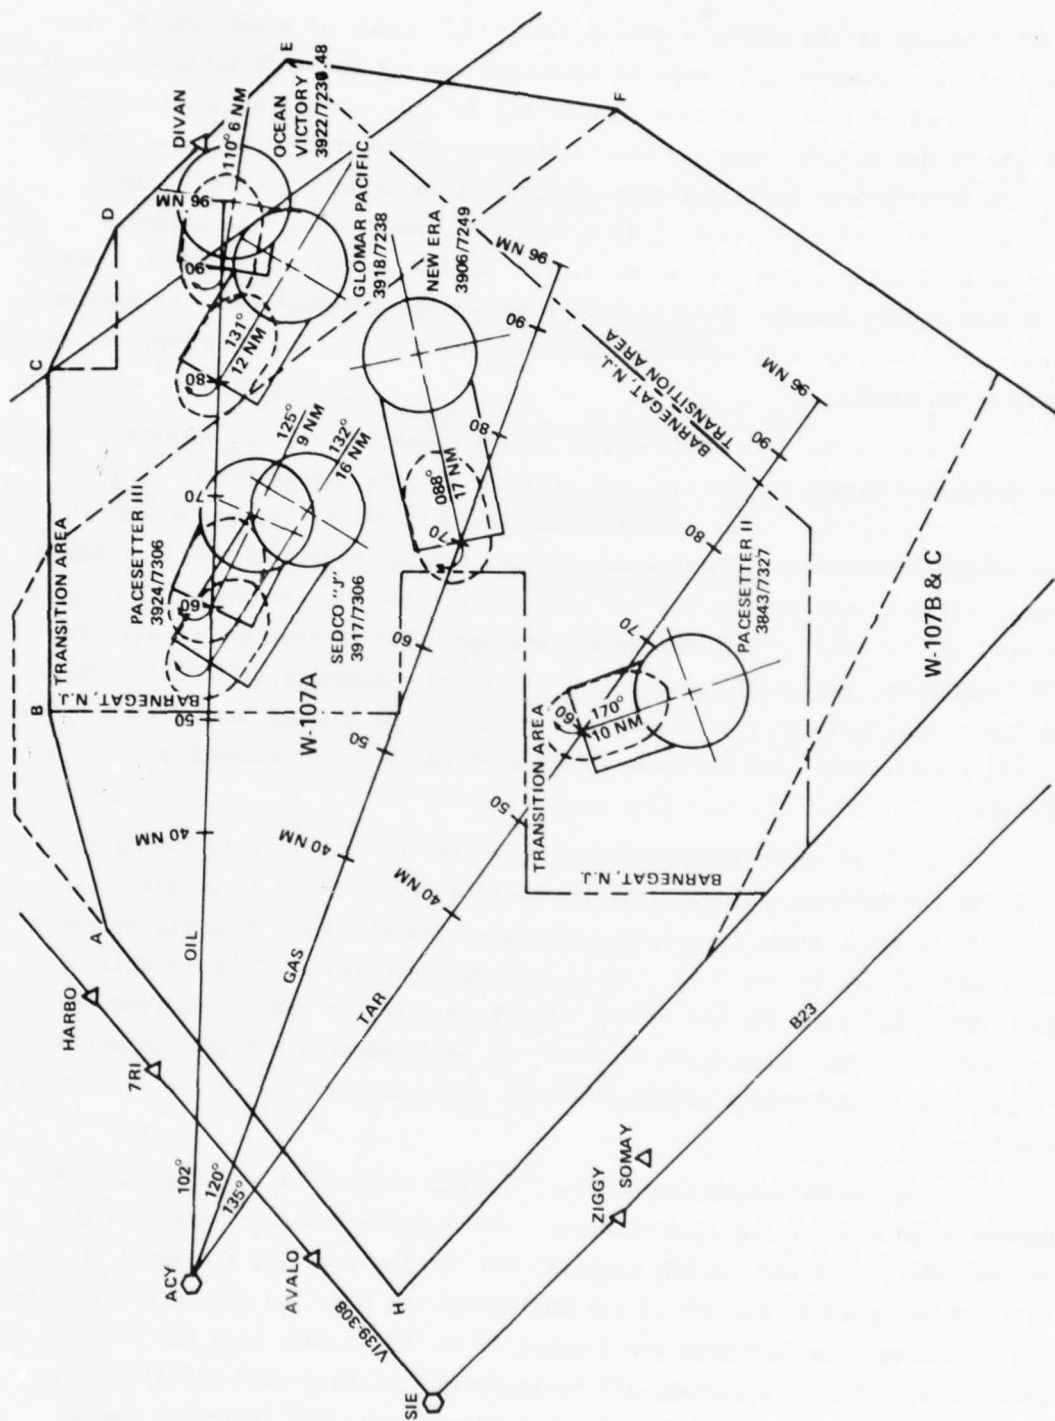 ACY
102°
120°
135°
OIL
GAS
TAR
SIE
V139-308
AVALO
7RI
HARBO
H
A
B
C
D
E
F
DIVAN
ZIGGY
SOMAY
B23
TRANSITION AREA
BARNEGAT, N.J.
W-107A
PACESETTER III
3924/7306
SEDCO "J"
3917/7306
125°
9 NM
132°
16 NM
131°
12 NM
110° 6 NM
OCEAN
VICTORY
3922/7230.48
GLOMAR PACIFIC
3918/7238
NEW ERA
3906/7249
088°
17 NM
PACESETTER II
3843/7327
170°
10 NM
40 NM
50
60
70
80
90
96 NM
40 NM
50
60
70
80
90
96 NM
40 NM
50
60
70
80
90
96 NM
BARNEGAT, N.J.
TRANSITION AREA
TRANSITION AREA
BARNEGAT, N.J.
W-107B & C